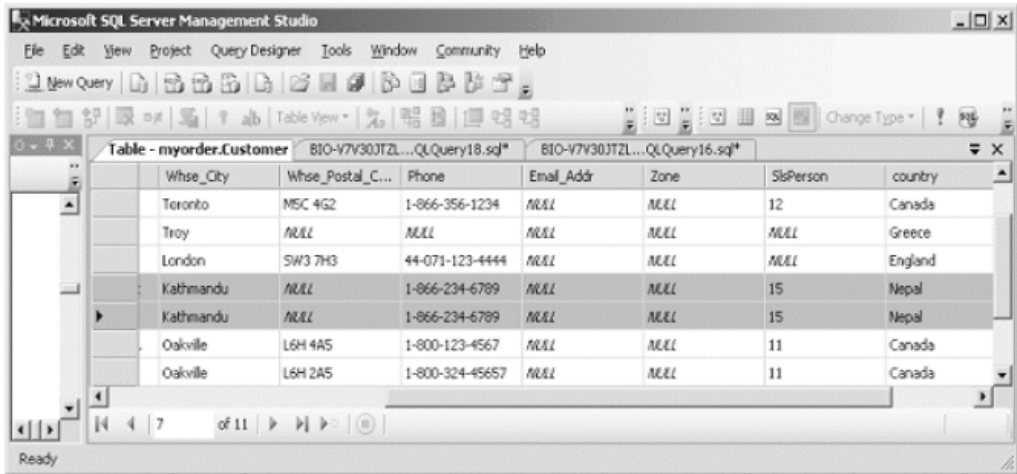 Microsoft SQL Server Management Studio
File Edit View Project Query Designer Tools Window Community Help
New Query
Table View Change Type
Table - myorder.Customer BIO-V7V30JTZL...QLQuery18.sql* BIO-V7V30JTZL...QLQuery16.sql*
Whse_City Whse_Postal_C... Phone Email_Addr Zone SlsPerson country
Toronto M5C 4G2 1-866-356-1234 NULL NULL 12 Canada
Troy NULL NULL NULL NULL NULL Greece
London SW3 7H3 44-071-123-4444 NULL NULL NULL England
Kathmandu NULL 1-866-234-6789 NULL NULL 15 Nepal
Kathmandu NULL 1-866-234-6789 NULL NULL 15 Nepal
Oakville L6H 4A5 1-800-123-4567 NULL NULL 11 Canada
Oakville L6H 2A5 1-800-324-45657 NULL NULL 11 Canada
7 of 11
Ready